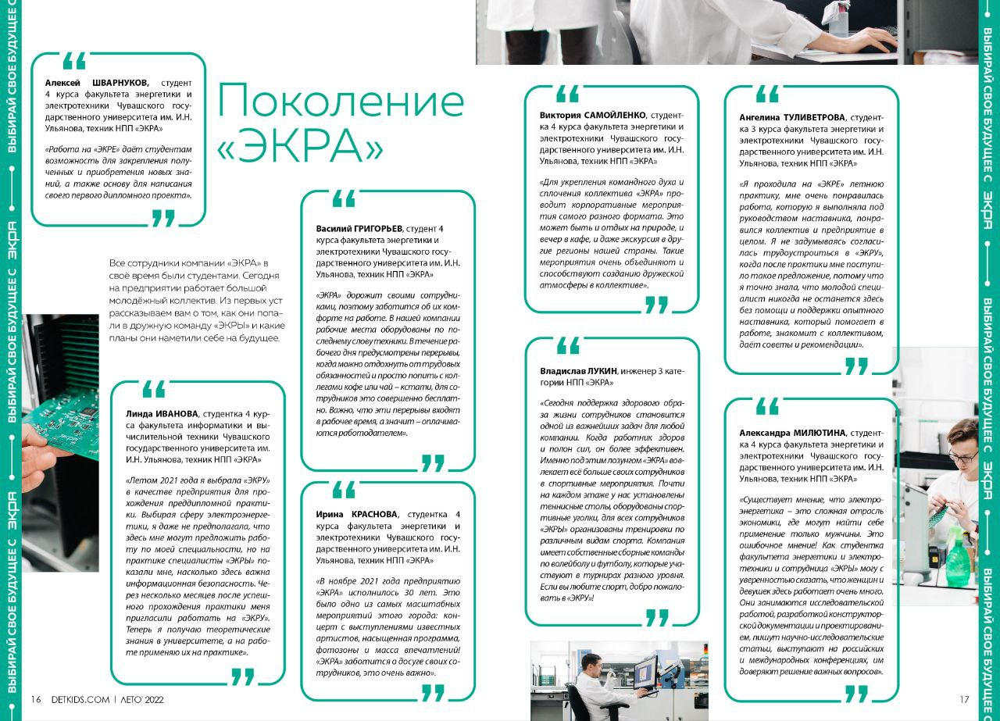 ВЫБИРАЙ СВОЕ БУДУЩЕЕ С ЭКРА
ВЫБИРАЙ СВОЕ БУДУЩЕЕ С ЭКРА
ВЫБИРАЙ СВОЕ БУДУЩЕЕ С
“
Алексей ШВАРНУКОВ, студент
4 курса факультета энергетики и
электротехники Чувашского госу-
дарственного университета им. И.Н.
Ульянова, техник НПП «ЭКРА»
«Работа на «ЭКРЕ» даёт студентам
возможность для закрепления полу-
ченных и приобретения новых зна-
ний, а также основу для написания
своего первого дипломного проекта».
”
Поколение
«ЭКРА»
Все сотрудники компании «ЭКРА» в
своё время были студентами. Сегодня
на предприятии работает большой
молодёжный коллектив. Из первых уст
рассказываем вам о том, как они попа-
ли в дружную команду «ЭКРЫ» и какие
планы они наметили себе на будущее.
“
Линда ИВАНОВА, студентка 4 кур-
са факультета информатики и вы-
числительной техники Чувашского
государственного университета им.
И.Н. Ульянова, техник НПП «ЭКРА»
«Летом 2021 года я выбрала «ЭКРУ»
в качестве предприятия для про-
хождения преддипломной практи-
ки. Выбирая сферу электроэнерге-
тики, я даже не предполагала, что
здесь мне могут предложить рабо-
ту по моей специальности, но на
практике специалисты «ЭКРЫ» по-
казали мне, насколько здесь важна
информационная безопасность. Че-
рез несколько месяцев после успеш-
ного прохождения практики меня
пригласили работать на «ЭКРУ».
Теперь я получаю теоретические
знания в университете, а на рабо-
те применяю их на практике».
”
“
Василий ГРИГОРЬЕВ, студент 4
курса факультета энергетики и
электротехники Чувашского госу-
дарственного университета им. И.Н.
Ульянова, техник НПП «ЭКРА»
«ЭКРА» дорожит своими сотрудни-
ками, поэтому заботится об их ком-
форте на работе. В нашей компании
рабочие места оборудованы по по-
следнему слову техники. В течение ра-
бочего дня предусмотрены перерывы,
когда можно отдохнуть от трудовых
обязанностей и просто попить с кол-
легами кофе или чай – кстати, для со-
трудников это совершенно бесплат-
но. Важно, что эти перерывы входят
в рабочее время, а значит – оплачива-
ются работодателем».
”
“
Ирина КРАСНОВА, студентка 4
курса факультета энергетики и
электротехники Чувашского госу-
дарственного университета им. И.Н.
Ульянова, техник НПП «ЭКРА»
«В ноябре 2021 года предприятию
«ЭКРА» исполнилось 30 лет. Это
было одно из самых масштабных
мероприятий этого города: кон-
церт с выступлениями известных
артистов, насыщенная программа,
фотозоны и масса впечатлений!
«ЭКРА» заботится о досуге своих со-
трудников, это очень важно».
”
16 DETKIDS.COM | ЛЕТО' 2022
“
Виктория САМОЙЛЕНКО, студент-
ка 4 курса факультета энергетики и
электротехники Чувашского госу-
дарственного университета им. И.Н.
Ульянова, техник НПП «ЭКРА»
«Для укрепления командного духа и
сплочения коллектива «ЭКРА» про-
водит корпоративные мероприя-
тия самого разного формата. Это
может быть и отдых на природе, и
вечер в кафе, и даже экскурсия в дру-
гие регионы нашей страны. Такие
мероприятия очень объединяют и
способствуют созданию дружеской
атмосферы в коллективе».
”
“
Владислав ЛУКИН, инженер 3 кате-
гории НПП «ЭКРА»
«Сегодня поддержка здорового обра-
за жизни сотрудников становится
одной из важнейших задач для любой
компании. Когда работник здоров
и полон сил, он более эффективен.
Именно под этим лозунгом «ЭКРА» вов-
лекает всё больше своих сотрудников
в спортивные мероприятия. Почти
на каждом этаже у нас установлены
теннисные столы, оборудованы спор-
тивные уголки, для всех сотрудников
«ЭКРЫ» организованы тренировки по
различным видам спорта. Компания
имеет собственные сборные команды
по волейболу и футболу, которые уча-
ствуют в турнирах разного уровня.
Если вы любите спорт, добро пожало-
вать в «ЭКРУ»!
”
“
Ангелина ТУЛИВЕТРОВА, студент-
ка 3 курса факультета энергетики и
электротехники Чувашского госу-
дарственного университета им. И.Н.
Ульянова, техник НПП «ЭКРА»
«Я проходила на «ЭКРЕ» летнюю
практику, мне очень понравилась
работа, которую я выполняла под
руководством наставника, понра-
вился коллектив и предприятие в
целом. Я не задумываясь согласи-
лась трудоустроиться в «ЭКРУ»,
когда после практики мне поступи-
ло такое предложение, потому что
я точно знала, что молодой специ-
алист никогда не останется здесь
без помощи и поддержки опытного
наставника, который помогает в
работе, знакомит с коллективом,
даёт советы и рекомендации».
”
“
Александра МИЛЮТИНА, студент-
ка 4 курса факультета энергетики и
электротехники Чувашского госу-
дарственного университета им. И.Н.
Ульянова, техник НПП «ЭКРА»
«Существует мнение, что электро-
энергетика – это сложная отрасль
экономики, где могут найти себе
применение только мужчины. Это
ошибочное мнение! Как студентка
факультета энергетики и электро-
техники и сотрудница «ЭКРЫ» могу с
уверенностью сказать, что женщин и
девушек здесь работает очень много.
Они занимаются исследовательской
работой, разработкой конструктор-
ской документации и проектировани-
ем, пишут научно-исследовательские
статьи, выступают на российских
и международных конференциях, им
доверяют решение важных вопросов».
”
17
ВЫБИРАЙ СВОЕ БУДУЩЕЕ С ЭКРА
ВЫБИРАЙ СВОЕ БУДУЩЕЕ С ЭКРА
ВЫБИРАЙ СВОЕ БУДУЩЕЕ С